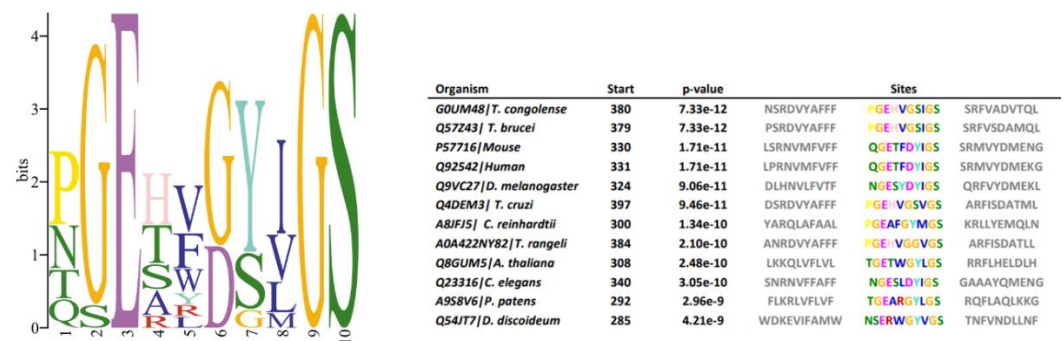 bits
4
3
2
1
0
P G E H V G Y I G S
N S T F D S V
T S W G L
Q A Y M
R R
L
1 2 3 4 5 6 7 8 9 10
Organism Start p-value Sites
G0UM48|T. congolense 380 7.33e-12 NSRDVYAFFF PGEHVGSIGS SRFVADVTQL
Q57Z43| T. brucei 379 7.33e-12 PSRDVYAFFF PGEHVGSIGS SRFVSDAMQL
P57716|Mouse 330 1.71e-11 LSRNVMFVFF QGETFDYIGS SRMVYDMENG
Q92542|Human 331 1.71e-11 LPRNVMFVFF QGETFDYIGS SRMVYDMEKG
Q9VC27|D. melanogaster 324 9.06e-11 DLHNVLFVTF NGESYDYIGS QRFVYDMEKL
Q4DEM3| T. cruzi 397 9.46e-11 DSRDVYAFFF PGEHVGSVGS ARFISDATML
A8JFJ5| C. reinhardtii 300 1.34e-10 YARQLAFAAL PGEAFGYMGS KRLLYEMQLN
A0A422NY82|T. rangeli 384 2.10e-10 ANRDVYAFFF PGEHVGGVGS ARFISDATLL
Q8GUM5|A. thaliana 308 2.48e-10 LKKQLVFLVL TGETWGYLGS RRFLHELDLH
Q23316|C. elegans 340 3.05e-10 SNRNVFFAFF NGESLDYIGS GAAAYQMENG
A9S8V6|P. patens 292 2.96e-9 FLKRLVFLVF TGEARGYLGS RQFLAQLKKG
Q54JT7|D. discoideum 285 4.21e-9 WDKEVIFAMW NSERWGYVGS TNFVNDLLNF